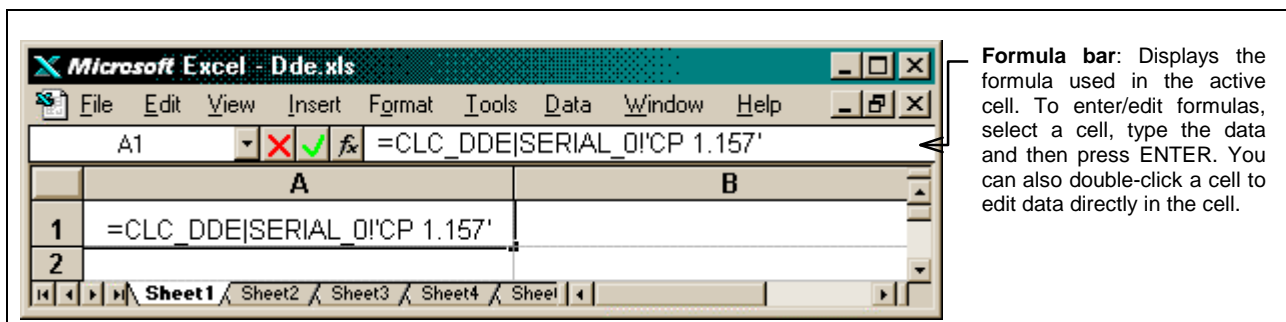 Microsoft Excel - Dde.xls
File Edit View Insert Format Tools Data Window Help
A1 fx =CLC_DDE|SERIAL_0!'CP 1.157'
A B
1 =CLC_DDE|SERIAL_0!'CP 1.157'
2
Sheet1 Sheet2 Sheet3 Sheet4
Formula bar: Displays the
formula used in the active
cell. To enter/edit formulas,
select a cell, type the data
and then press ENTER. You
can also double-click a cell to
edit data directly in the cell.